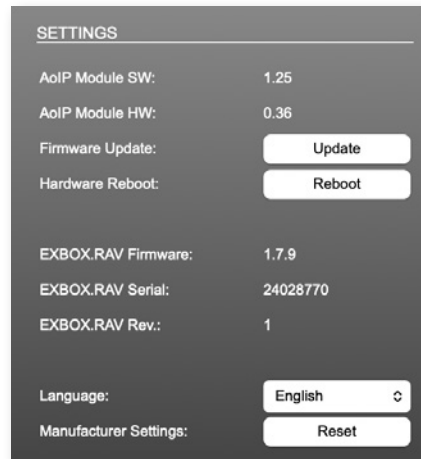 SETTINGS
AoIP Module SW: 1.25
AoIP Module HW: 0.36
Firmware Update: Update
Hardware Reboot: Reboot
EXBOX.RAV Firmware: 1.7.9
EXBOX.RAV Serial: 24028770
EXBOX.RAV Rev.: 1
Language: English
Manufacturer Settings: Reset